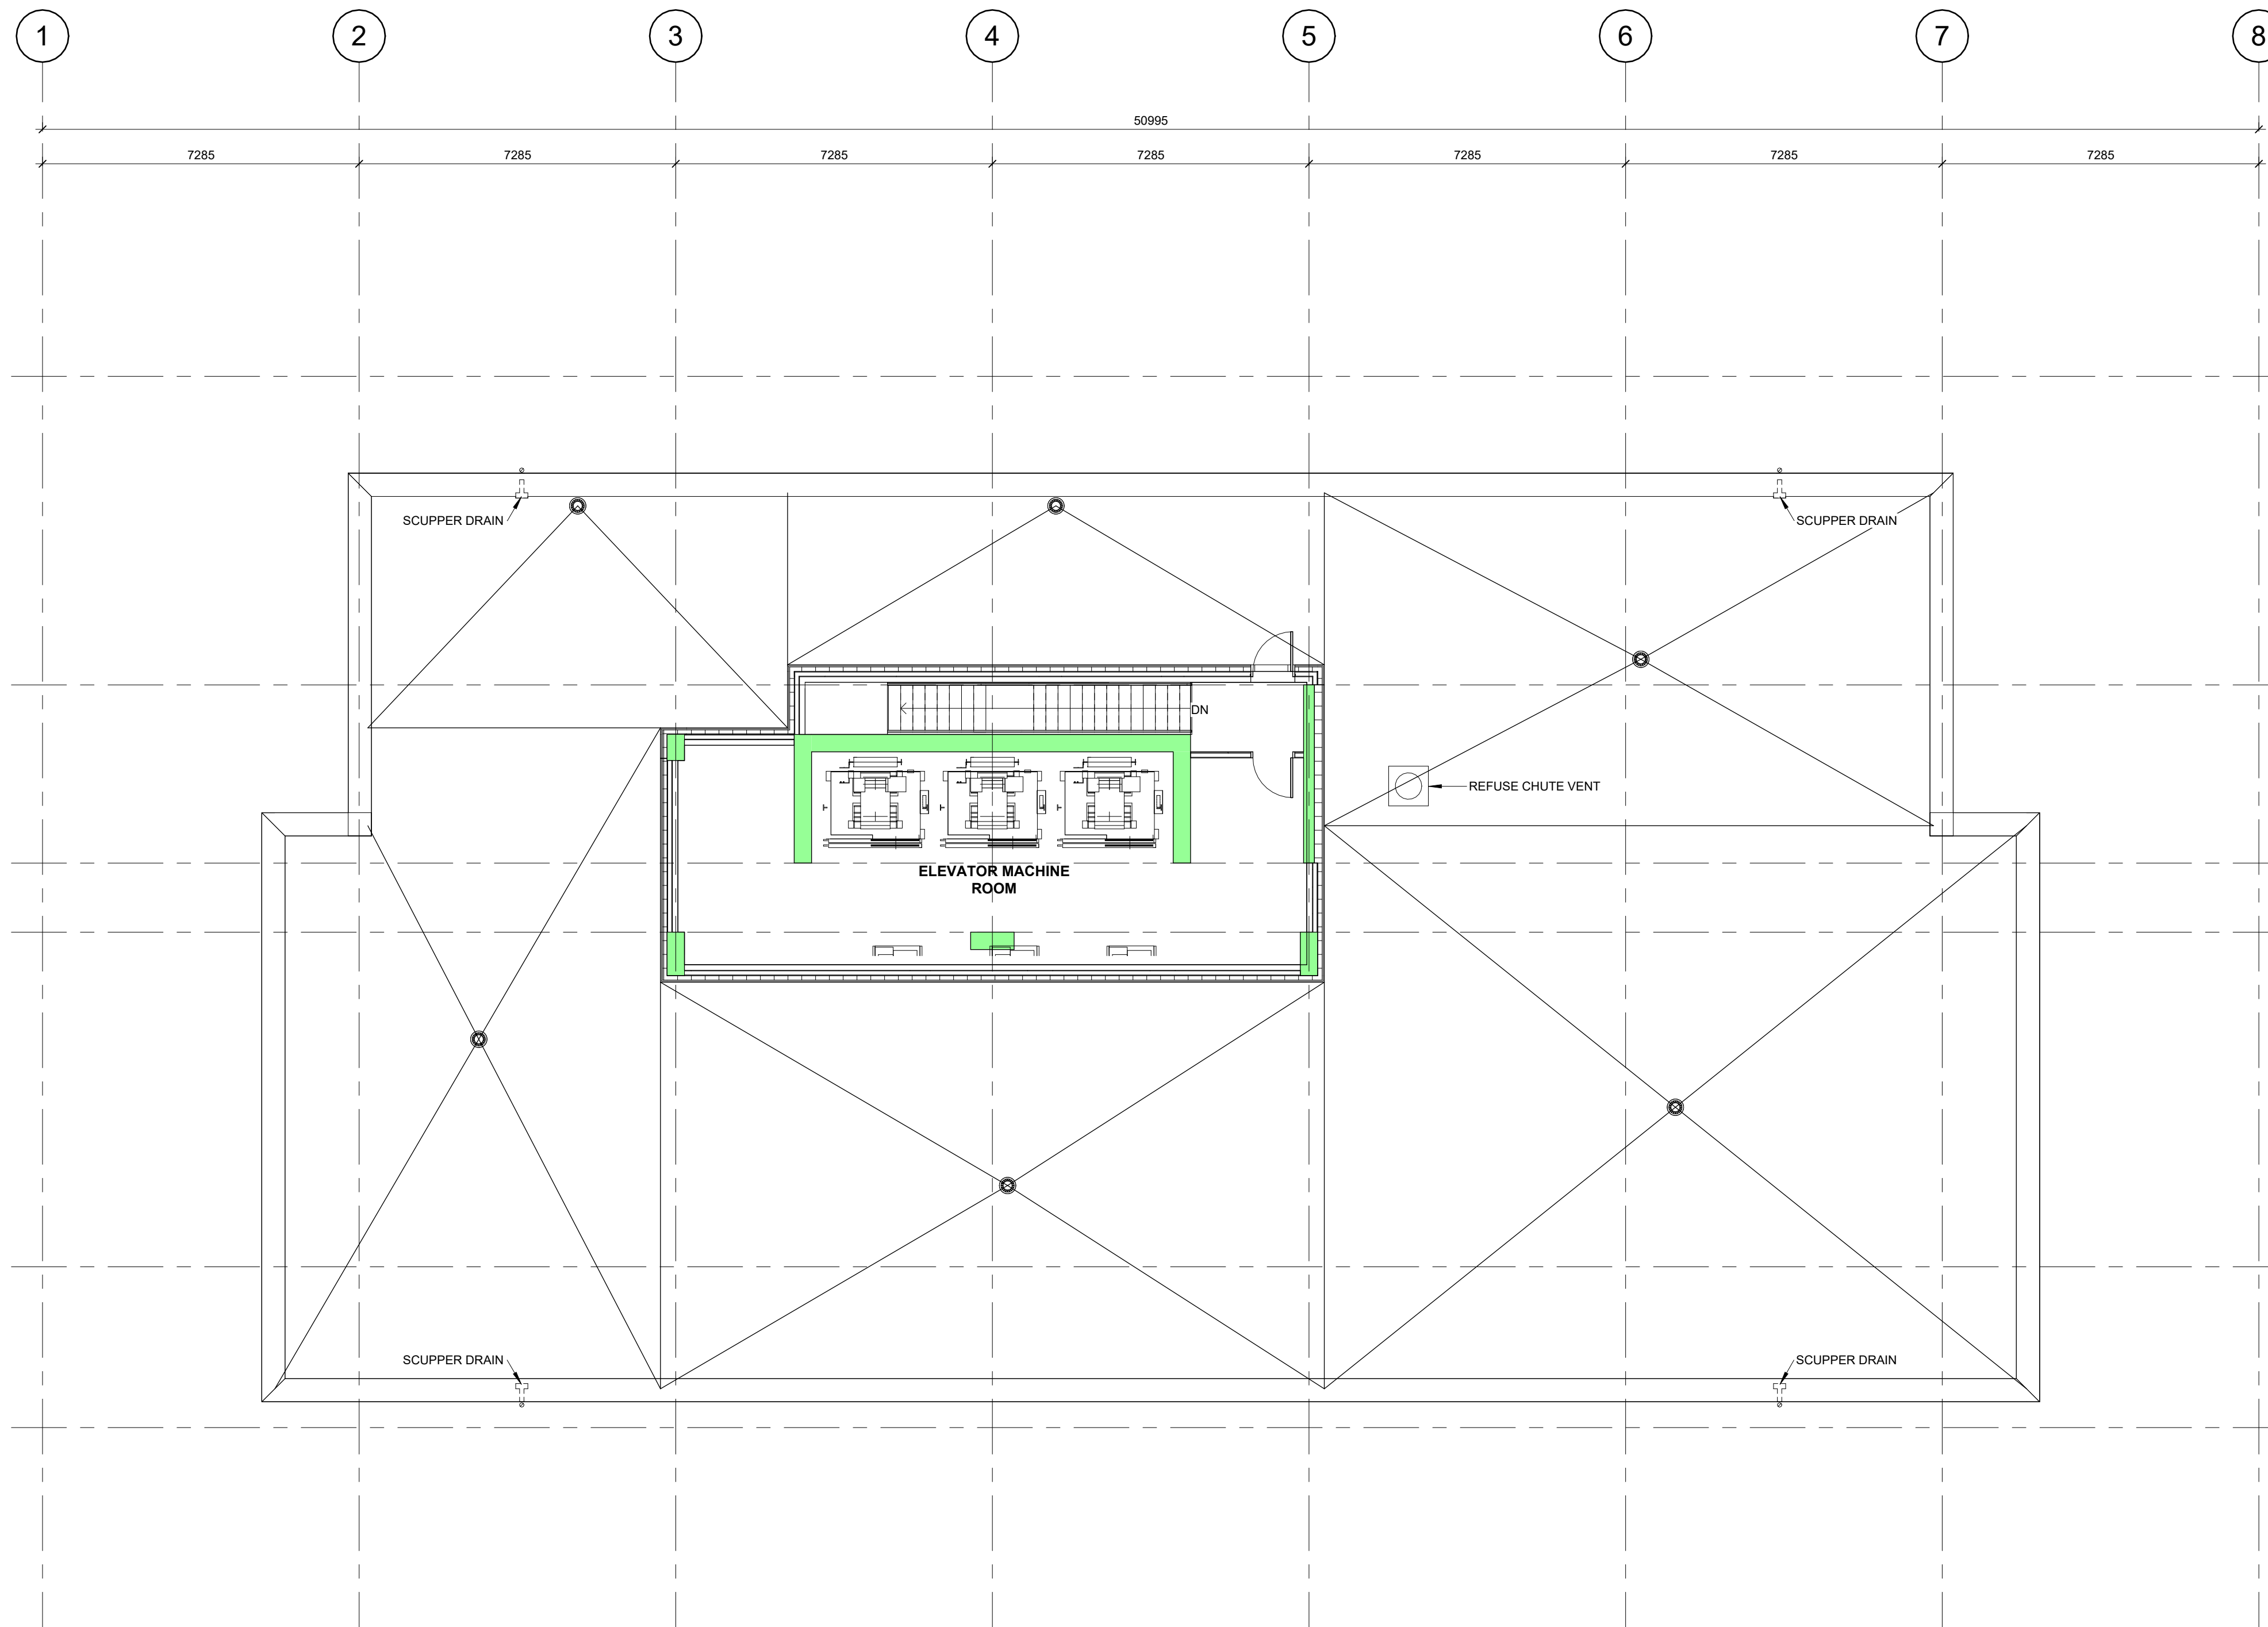 1 2 3 4 5 6 7 8
50995
7285 7285 7285 7285 7285 7285 7285
SCUPPER DRAIN
SCUPPER DRAIN
DN
REFUSE CHUTE VENT
ELEVATOR MACHINE
ROOM
SCUPPER DRAIN
SCUPPER DRAIN